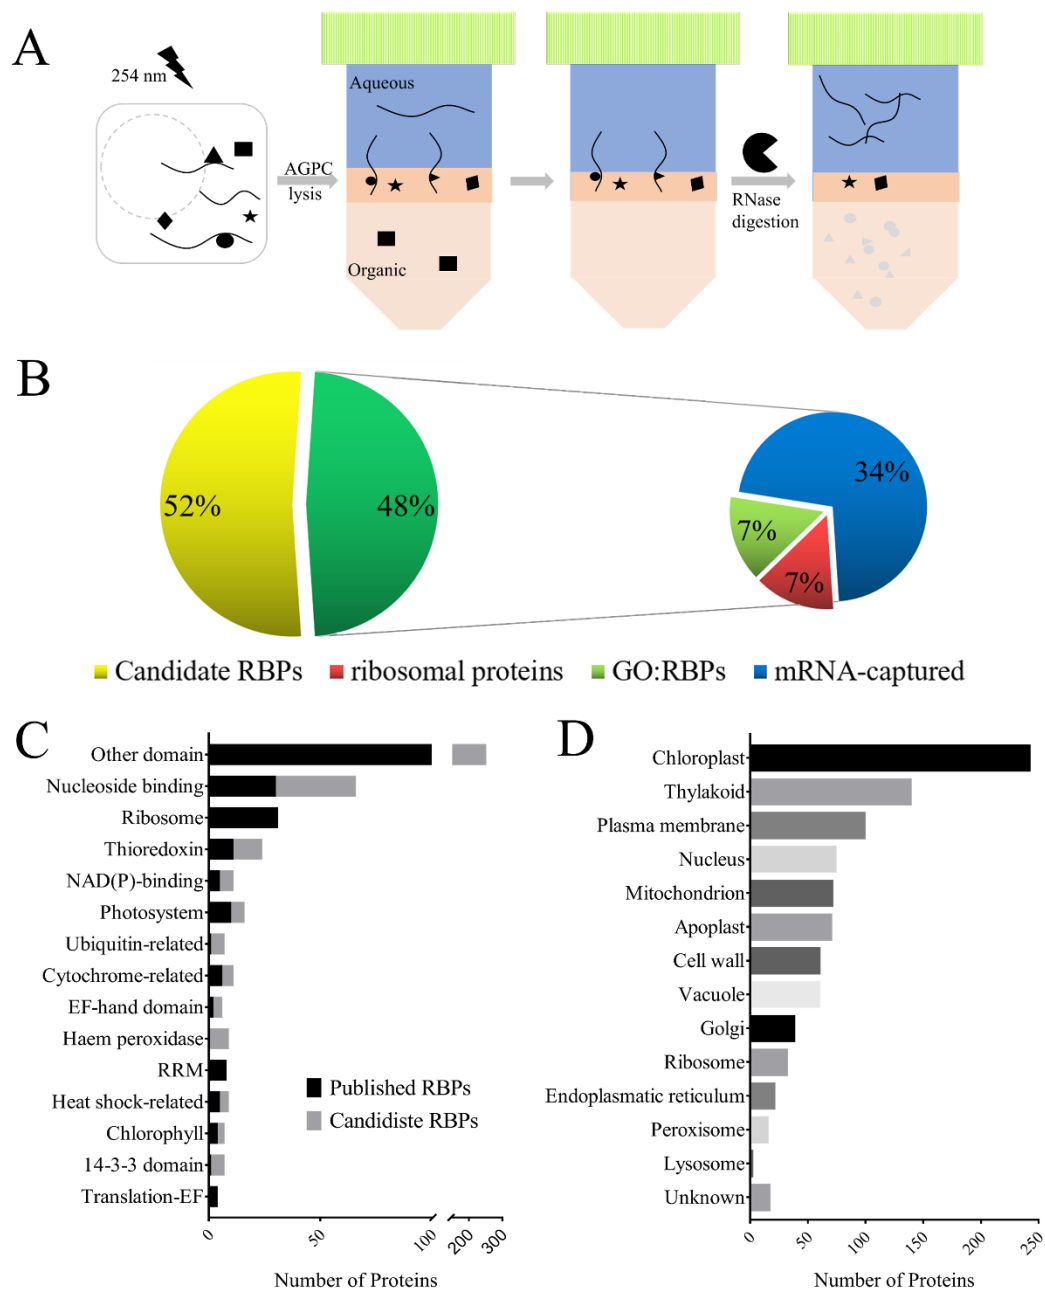 A
254 nm
AGPC
lysis
Aqueous
Organic
RNase
digestion
B
52%
48%
34%
7%
7%
Candidate RBPs
ribosomal proteins
GO:RBPs
mRNA-captured
C
Other domain
Nucleoside binding
Ribosome
Thioredoxin
NAD(P)-binding
Photosystem
Ubiquitin-related
Cytochrome-related
EF-hand domain
Haem peroxidase
RRM
Heat shock-related
Chlorophyll
14-3-3 domain
Translation-EF
Published RBPs
Candidiste RBPs
0
50
100
200
300
Number of Proteins
D
Chloroplast
Thylakoid
Plasma membrane
Nucleus
Mitochondrion
Apoplast
Cell wall
Vacuole
Golgi
Ribosome
Endoplasmatic reticulum
Peroxisome
Lysosome
Unknown
0
50
100
150
200
250
Number of Proteins